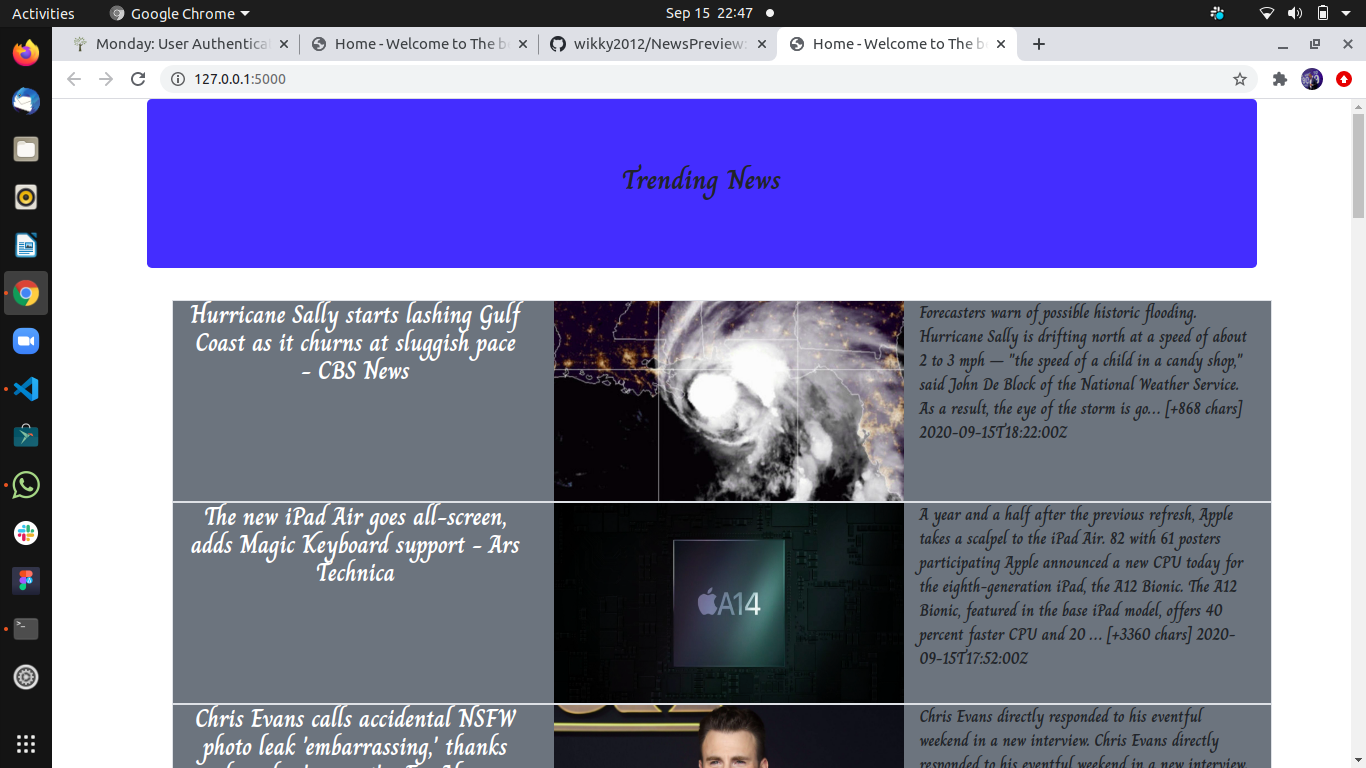 Activities
Google Chrome
Sep 15 22:47
Monday: User Authentica
Home - Welcome to The b
wikky2012/NewsPreview:
Home - Welcome to The be
127.0.0.1:5000
Trending News
Hurricane Sally starts lashing Gulf
Coast as it churns at sluggish pace
- CBS News
Forecasters warn of possible historic flooding.
Hurricane Sally is drifting north at a speed of about
2 to 3 mph — "the speed of a child in a candy shop,"
said John De Block of the National Weather Service.
As a result, the eye of the storm is go… [+868 chars]
2020-09-15T18:22:00Z
The new iPad Air goes all-screen,
adds Magic Keyboard support - Ars
Technica
A14
A year and a half after the previous refresh, Apple
takes a scalpel to the iPad Air. 82 with 61 posters
participating Apple announced a new CPU today for
the eighth-generation iPad, the A12 Bionic. The A12
Bionic, featured in the base iPad model, offers 40
percent faster CPU and 20 … [+3360 chars] 2020-
09-15T17:52:00Z
Chris Evans calls accidental NSFW
photo leak 'embarrassing,' thanks
Chris Evans directly responded to his eventful
weekend in a new interview. Chris Evans directly
responded to his eventful weekend in a new interview.